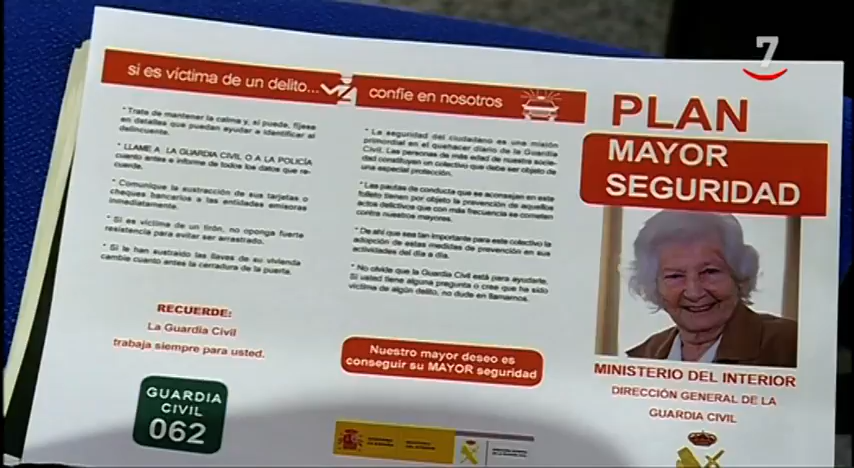 7
si es víctima de un delito...
* Trate de mantener la calma y, si puede, fíjese
en detalles que puedan ayudar a identificar al
delincuente.
* LLAME A LA GUARDIA CIVIL O A LA POLICÍA
cuanto antes e informe de todos los datos que re-
cuerde.
* Comunique la sustracción de sus tarjetas o
cheques bancarios a las entidades emisoras
inmediatamente.
* Si es víctima de un tirón, no oponga fuerte
resistencia para evitar ser arrastrado.
* Si le han sustraído las llaves de su vivienda
cambie cuanto antes la cerradura de la puerta.
RECUERDE:
La Guardia Civil
trabaja siempre para usted.
GUARDIA
CIVIL
062
confíe en nosotros
* La seguridad del ciudadano es una misión
primordial en el quehacer diario de la Guardia
Civil. Las personas de más edad de nuestra socie-
dad constituyen un colectivo que debe ser objeto de
una especial protección.
* Las pautas de conducta que se aconsejan en este
folleto tienen por objeto la prevención de aquellos
actos delictivos que con más frecuencia se cometen
contra nuestros mayores.
* De ahí que sea tan importante para este colectivo la
adopción de estas medidas de prevención en sus
actividades del día a día.
* No olvide que la Guardia Civil está para ayudarle.
Si usted tiene alguna pregunta o cree que ha sido
víctima de algún delito, no dude en llamarnos.
Nuestro mayor deseo es
conseguir su MAYOR seguridad
PLAN
MAYOR
SEGURIDAD
MINISTERIO DEL INTERIOR
DIRECCIÓN GENERAL DE LA
GUARDIA CIVIL